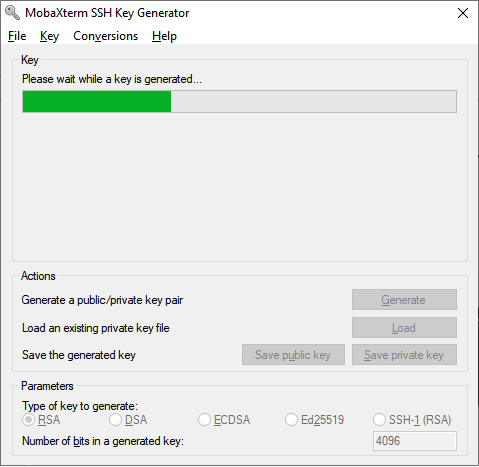 MobaXterm SSH Key Generator
File Key Conversions Help
Key
Please wait while a key is generated...
Actions
Generate a public/private key pair Generate
Load an existing private key file Load
Save the generated key Save public key Save private key
Parameters
Type of key to generate:
RSA DSA ECDSA Ed25519 SSH-1 (RSA)
Number of bits in a generated key: 4096